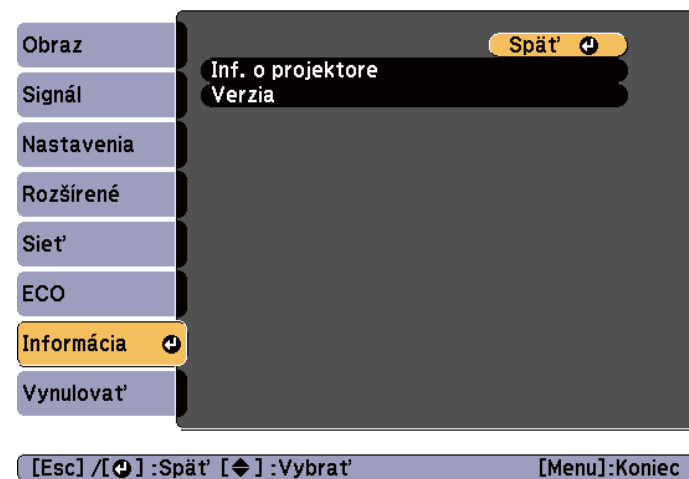 Obraz
Signál
Nastavenia
Rozšírené
Sieť
ECO
Informácia
Vynulovať
Späť
Inf. o projektore
Verzia
[Esc] /[ ] :Späť [ ] :Vybrať [Menu]:Koniec